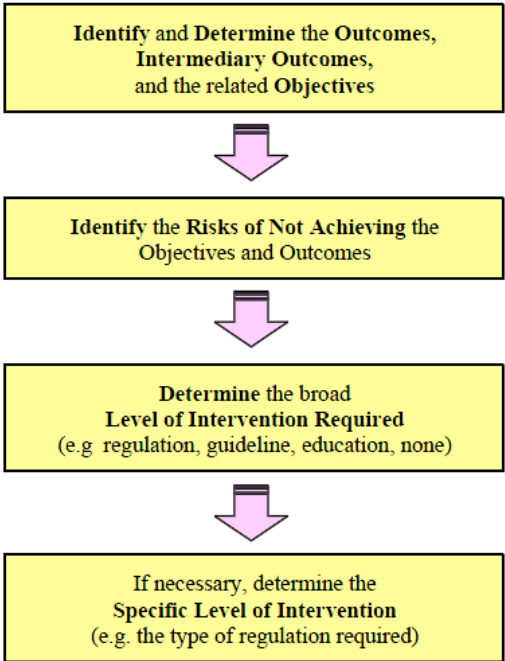 Identify and Determine the Outcomes,
Intermediary Outcomes,
and the related Objectives
Identify the Risks of Not Achieving the
Objectives and Outcomes
Determine the broad
Level of Intervention Required
(e.g regulation, guideline, education, none)
If necessary, determine the
Specific Level of Intervention
(e.g. the type of regulation required)